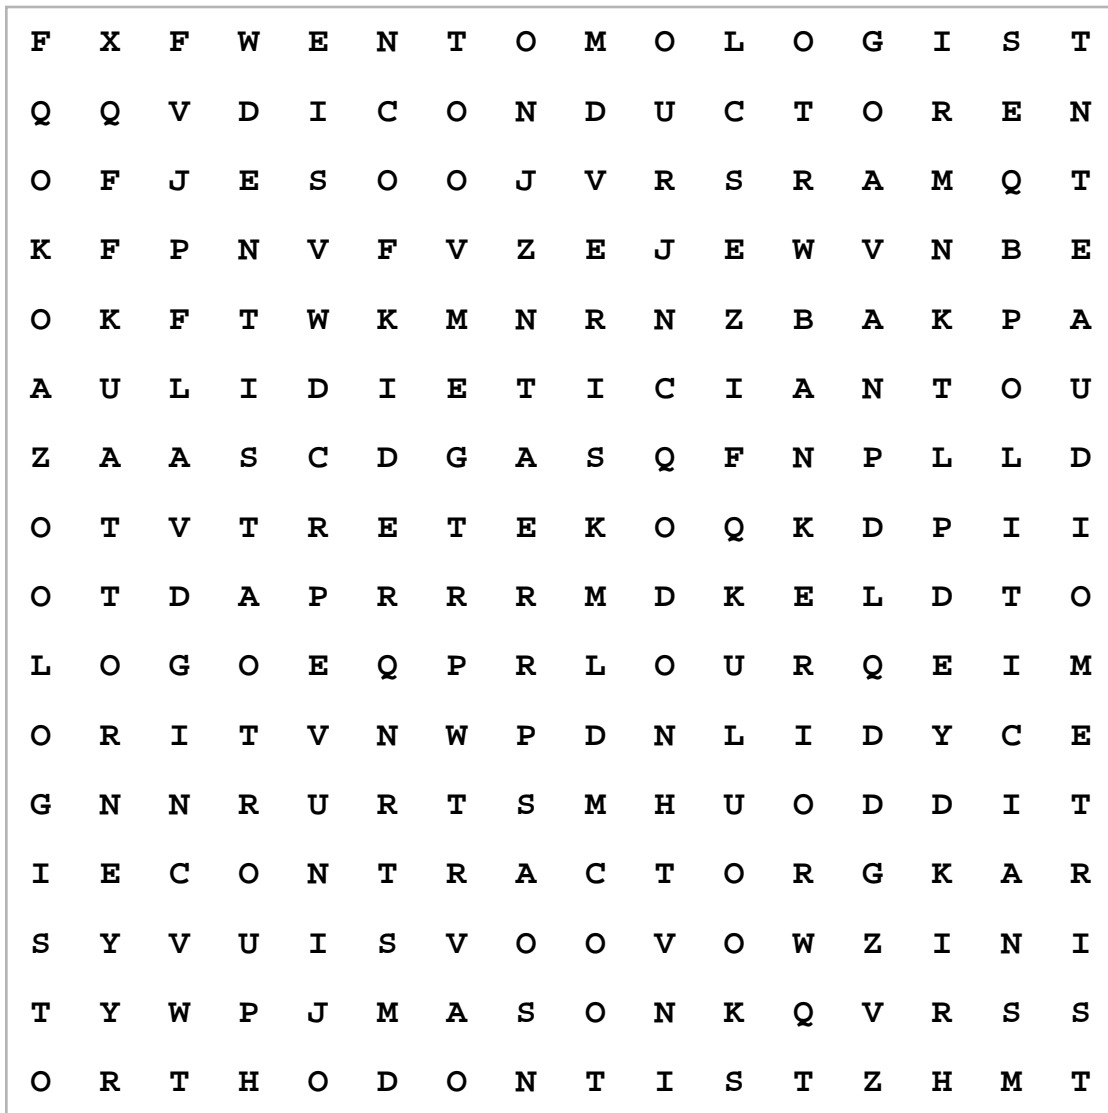 F X F W E N T O M O L O G I S T
Q Q V D I C O N D U C T O R E N
O F J E S O O J V R S R A M Q T
K F P N V F V Z E J E W V N B E
O K F T W K M N R N Z B A K P A
A U L I D I E T I C I A N T O U
Z A A S C D G A S Q F N P L L D
O T V T R E T E K O Q K D P I I
O T D A P R R R M D K E L D T O
L O G O E Q P R L O U R Q E I M
O R I T V N W P D N L I D Y C E
G N N R U R T S M H U O D D I T
I E C O N T R A C T O R G K A R
S Y V U I S V O O V O W Z I N I
T Y W P J M A S O N K Q V R S S
O R T H O D O N T I S T Z H M T